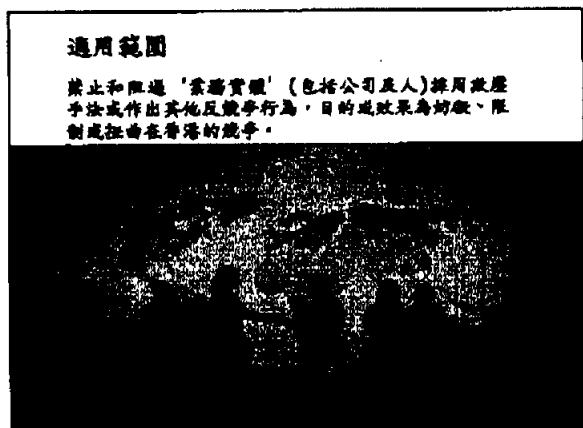 適用範圍
禁止和阻遏‘業務實體’(包括公司及人)採用欺壓
手法或作出其他反競爭行為，目的或效果為妨礙、限
制或扭曲在香港的競爭。